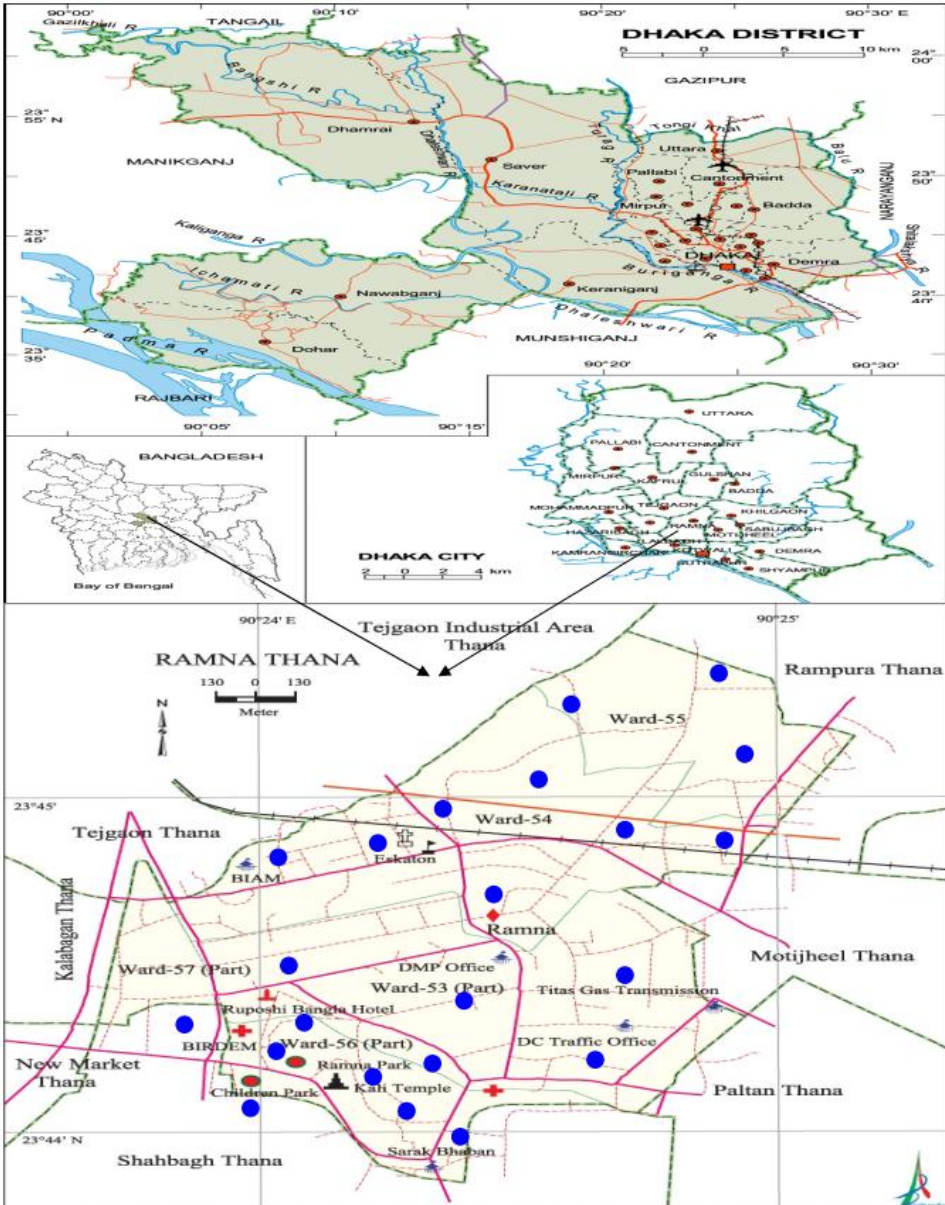 90 00' 90 10' 90 20' 90 30' E
TANGAIL
Gazilkhali R
DHAKA DISTRICT
5 0 5 10 km
24 00'
GAZIPUR
Bangshi R
23 55' N
Dhamrai
Dhaleshwari R
Turag R
Tongi Khal
Uttara
Balu R
MANIKGANJ
Saver
Pallabi
Cantonment
23 50'
Karanatali R
Mirpur
Badda
NARAYANGANJ
Kaliganga R
23 45'
DHAKA
Demra
Ichamati R
Nawabganj
Buriganga R
Keraniganj
23 40'
Padma R
Dhaleshwari R
Dohar
MUNSHIGANJ
23 35'
RAJBARI
90 20' 90 30'
90 05' 90 15'
BANGLADESH
Bay of Bengal
UTTARA
PALLABI
CANTONMENT
MIRPUR
KAFRUL
GULSHAN
BADDA
MOHAMMADPUR
TEJGAON
KHILGAON
RAMNA
SABUJBAGH
HAZARIBAGH
MOTIJHEEL
LALBAGH
KAMRANGIRCHAR
KOTWALI
DEMRA
SUTRAPUR
SHYAMPUR
DHAKA CITY
2 0 2 4 km
90 24' E
90 25'
Tejgaon Industrial Area
Thana
RAMNA THANA
130 0 130
Meter
N
Rampura Thana
Ward-55
23 45'
Ward-54
Tejgaon Thana
Eskaton
BIAM
Kalabagan Thana
Ramna
Motijheel Thana
Ward-57 (Part)
DMP Office
Ward-53 (Part)
Titas Gas Transmission
Ruposhi Bangla Hotel
BIRDEM
Ward-56 (Part)
DC Traffic Office
New Market
Thana
Ramna Park
Kali Temple
Children Park
Paltan Thana
23 44' N
Sarak Bhaban
Shahbagh Thana